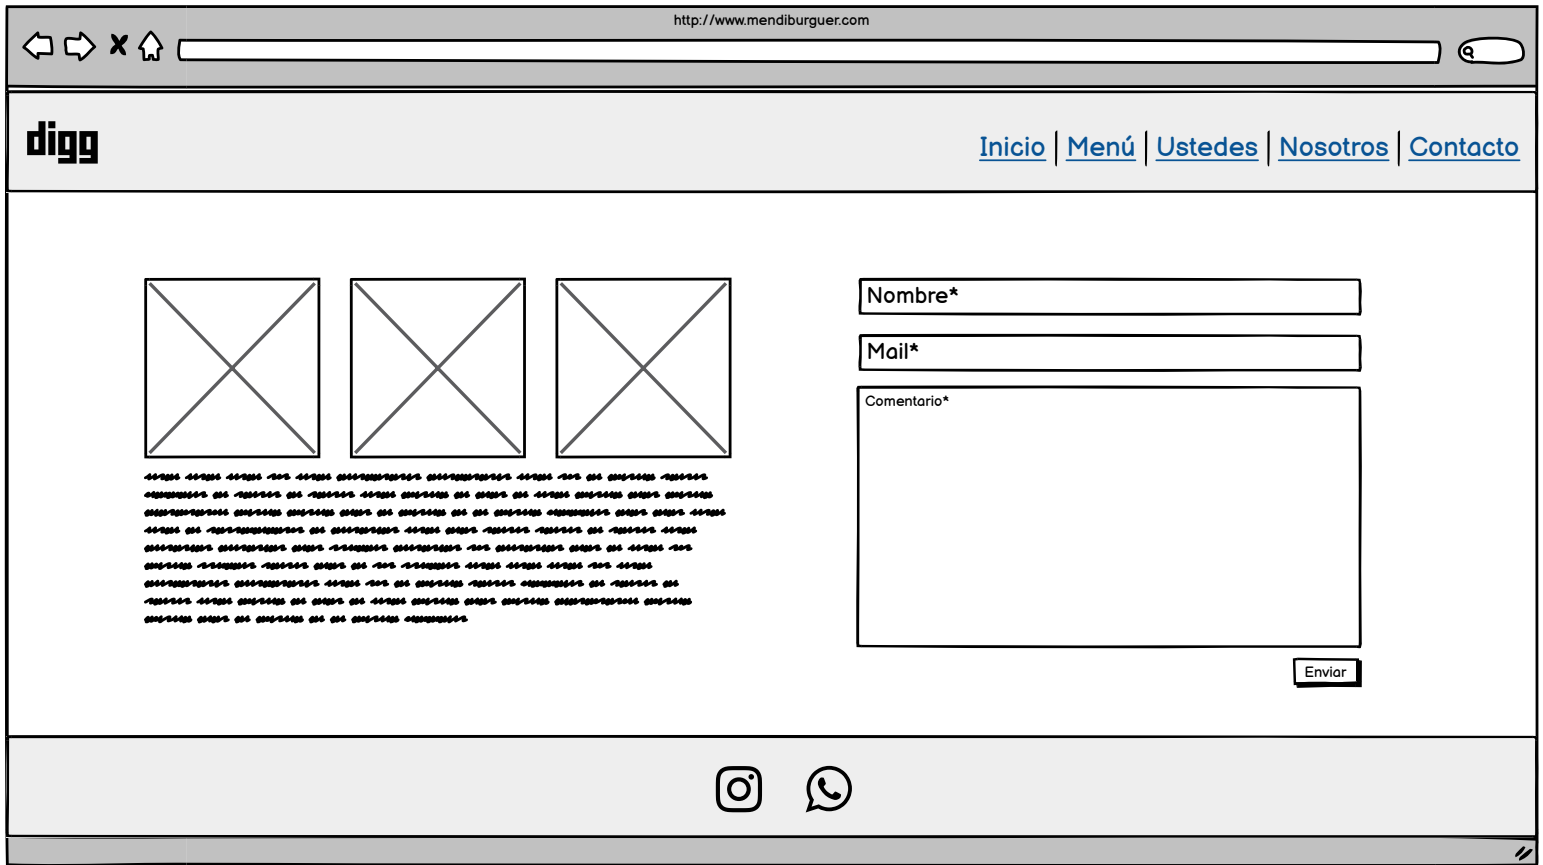 http://www.mendiburguer.com
digg
Inicio | Menú | Ustedes | Nosotros | Contacto
Nombre*
Mail*
Comentario*
Enviar